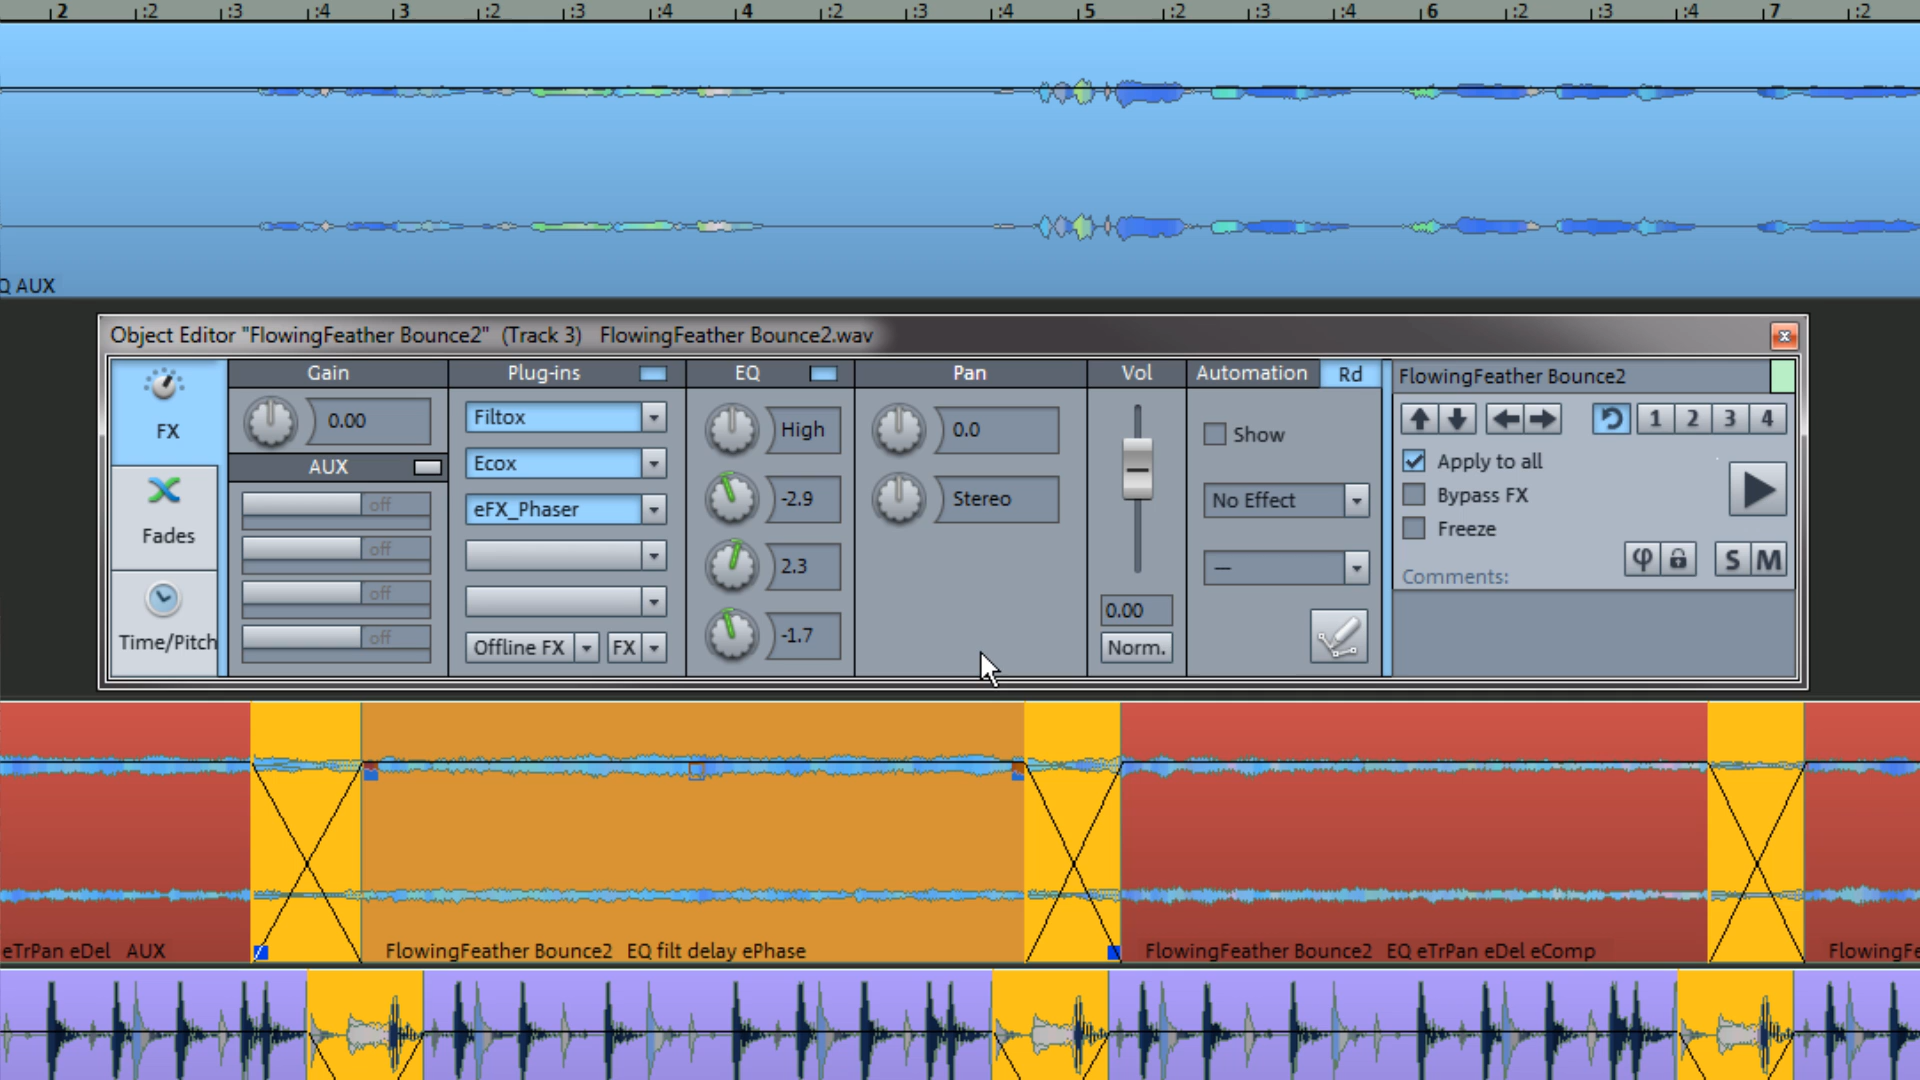 2 :2 :3 :4 3 :2 :3 :4 4 :2 :3 :4 5 :2 :3 :4 6 :2 :3 :4 7 :2
Q AUX
Object Editor "FlowingFeather Bounce2" (Track 3) FlowingFeather Bounce2.wav
FX
Fades
Time/Pitch
Gain
0.00
AUX
off
off
off
off
Plug-ins
Filtox
Ecox
eFX_Phaser
Offline FX FX
EQ
High
-2.9
2.3
-1.7
Pan
0.0
Stereo
Vol
0.00
Norm.
Automation Rd
Show
No Effect
—
FlowingFeather Bounce2
1 2 3 4
Apply to all
Bypass FX
Freeze
φ S M
Comments:
eTrPan eDel AUX
FlowingFeather Bounce2 EQ filt delay ePhase
FlowingFeather Bounce2 EQ eTrPan eDel eComp
FlowingFe